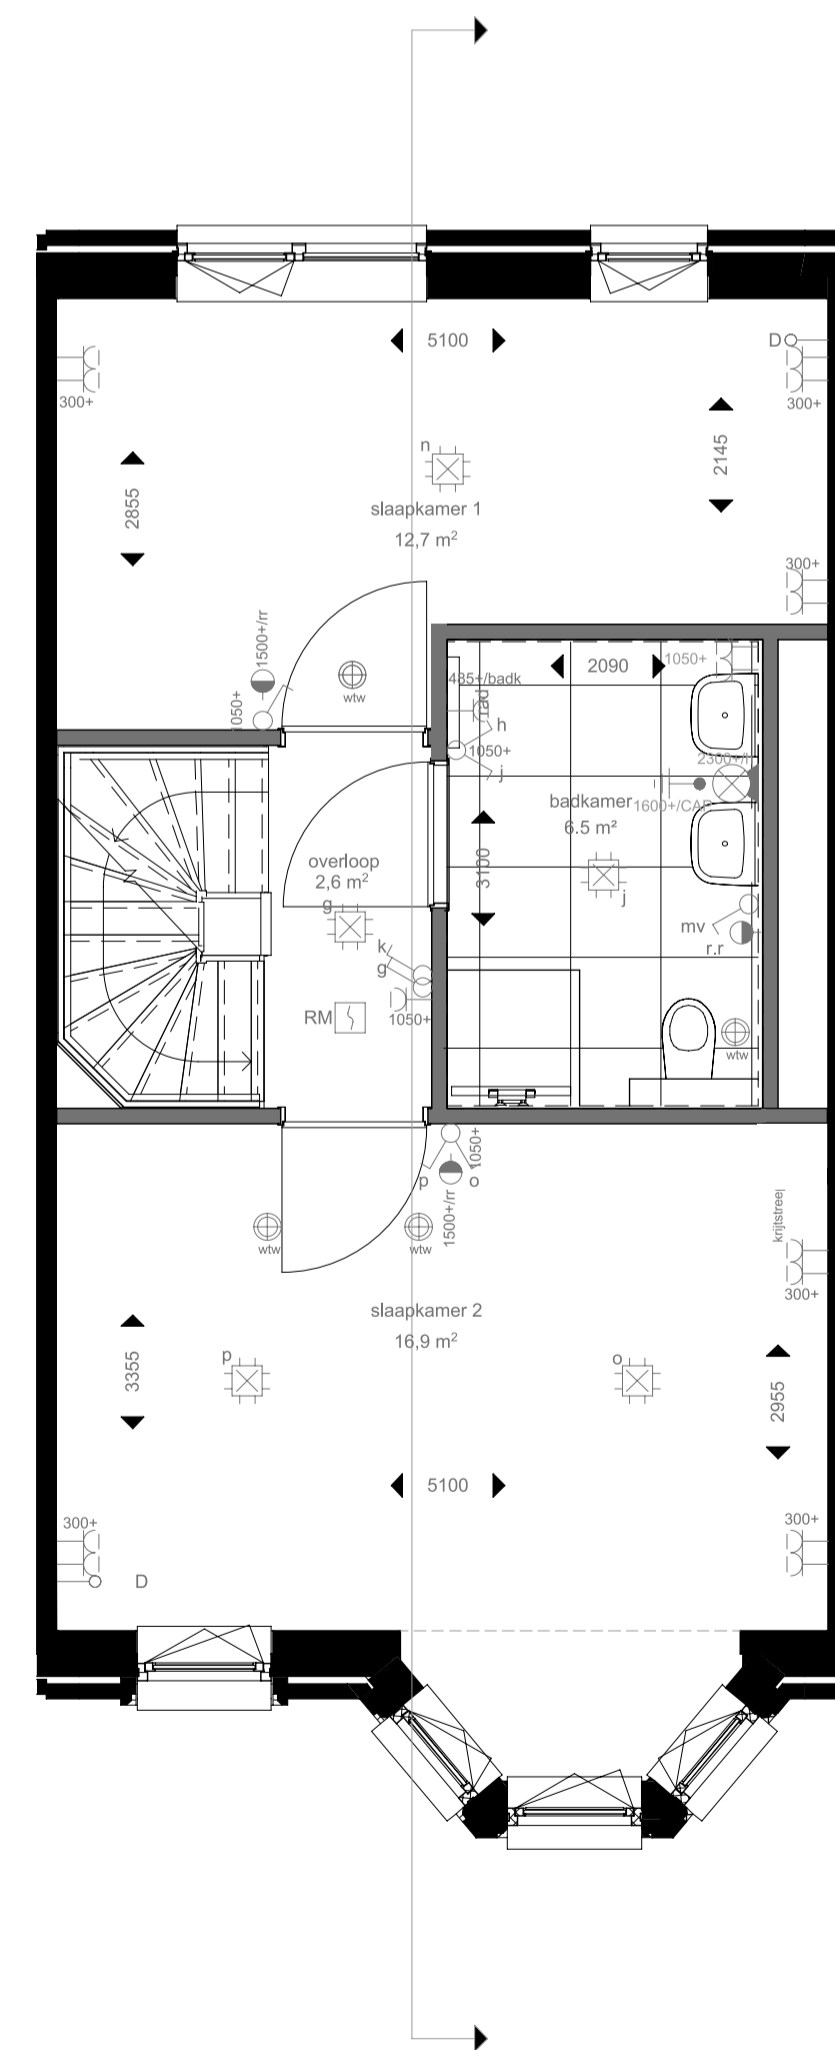 5100
D
300+
300+
2145
n
2855
slaapkamer 1
12,7 m²
300+
1500+/rr
1050+
wtw
2090
1050+
485+/badk
rad
h
1050+
j
2300+/
badkamer
1600+/CAP
6.5 m²
3100
overloop
2,6 m²
g
j
mv
r.r
k
g
RM
1050+
wtw
1050+
p
o
1500+/rr
wtw
wtw
krijtstreep
300+
slaapkamer 2
16,9 m²
p
o
3355
2955
5100
300+
300+
D